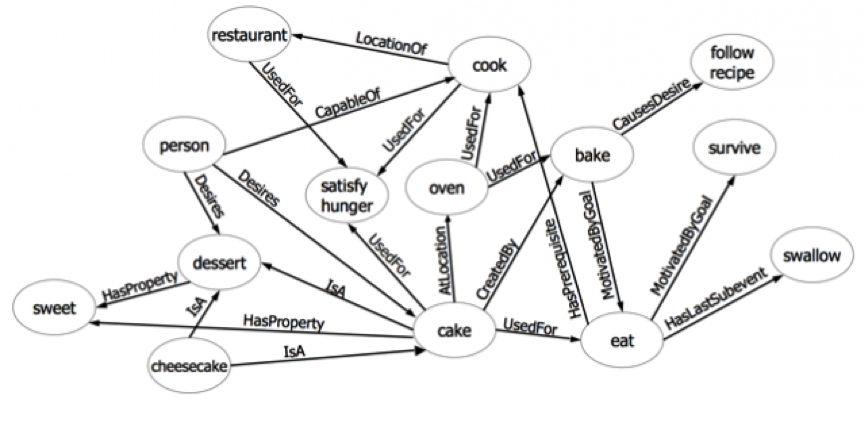 restaurant
LocationOf
cook
follow
recipe
UsedFor
CapableOf
UsedFor
UsedFor
CausesDesire
person
bake
survive
Desires
Desires
satisfy
hunger
oven
UsedFor
dessert
UsedFor
AtLocation
CreatedBy
HasPrerequisite
MotivatedByGoal
MotivatedByGoal
swallow
sweet
HasProperty
IsA
IsA
HasProperty
cake
UsedFor
eat
HasLastSubevent
cheesecake
IsA